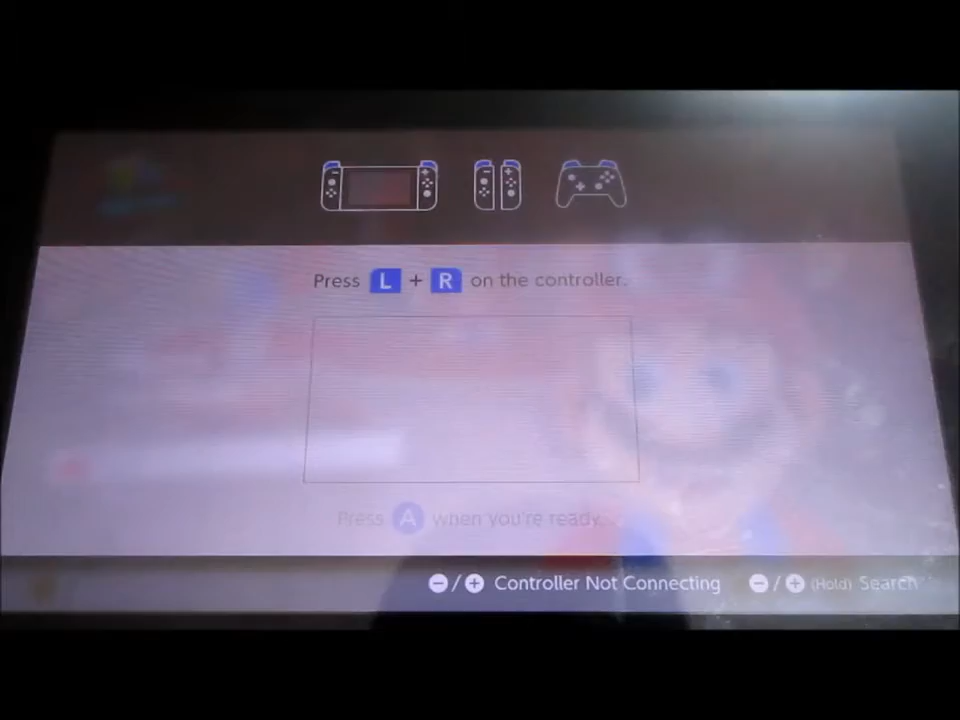 Press L + R on the controller.
Press A when you're ready.
−/+ Controller Not Connecting −/+ (Hold) Search